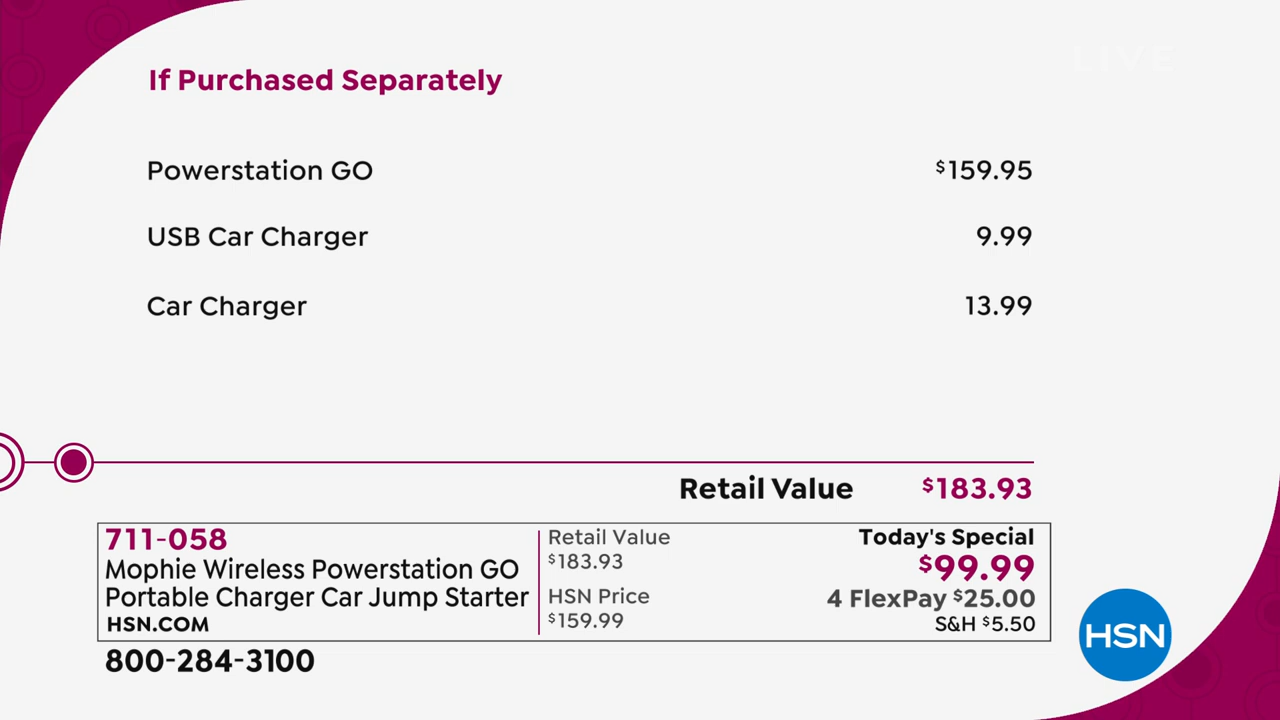 LIVE
If Purchased Separately
Powerstation GO $159.95
USB Car Charger 9.99
Car Charger 13.99
Retail Value $183.93
711-058
Mophie Wireless Powerstation GO
Portable Charger Car Jump Starter
HSN.COM
Retail Value
$183.93
HSN Price
$159.99
Today's Special
$99.99
4 FlexPay $25.00
S&H $5.50
HSN
800-284-3100